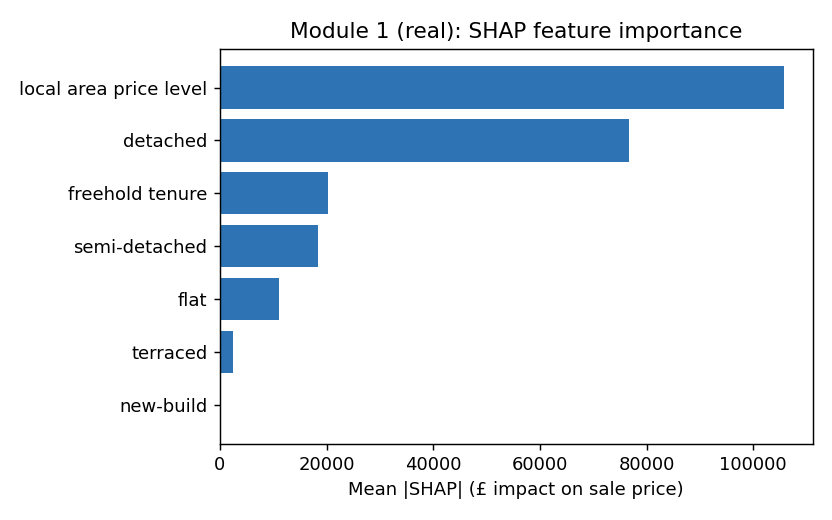 Module 1 (real): SHAP feature importance
local area price level
detached
freehold tenure
semi-detached
flat
terraced
new-build
0 20000 40000 60000 80000 100000
Mean |SHAP| (£ impact on sale price)